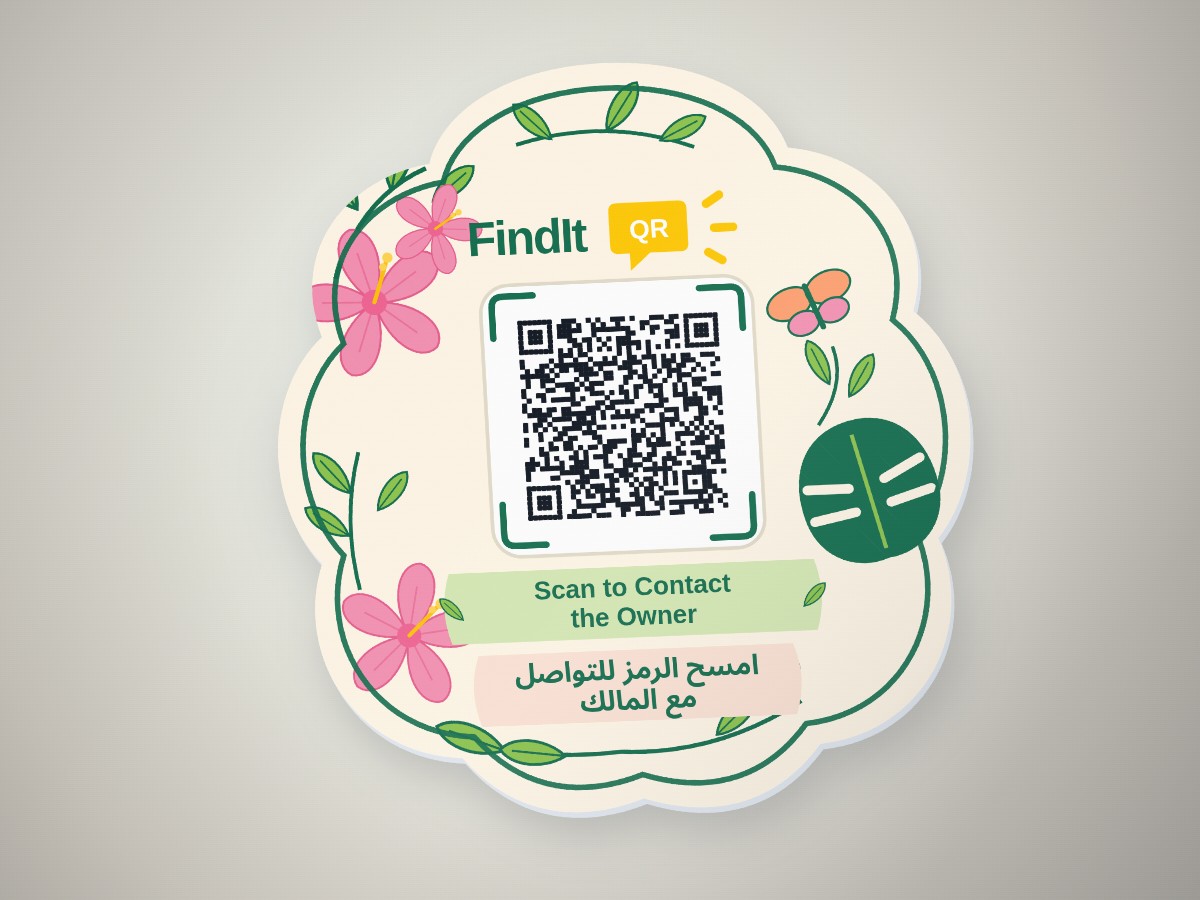 FindIt
QR
Scan to Contact
the Owner
امسح الرمز للتواصل
مع المالك